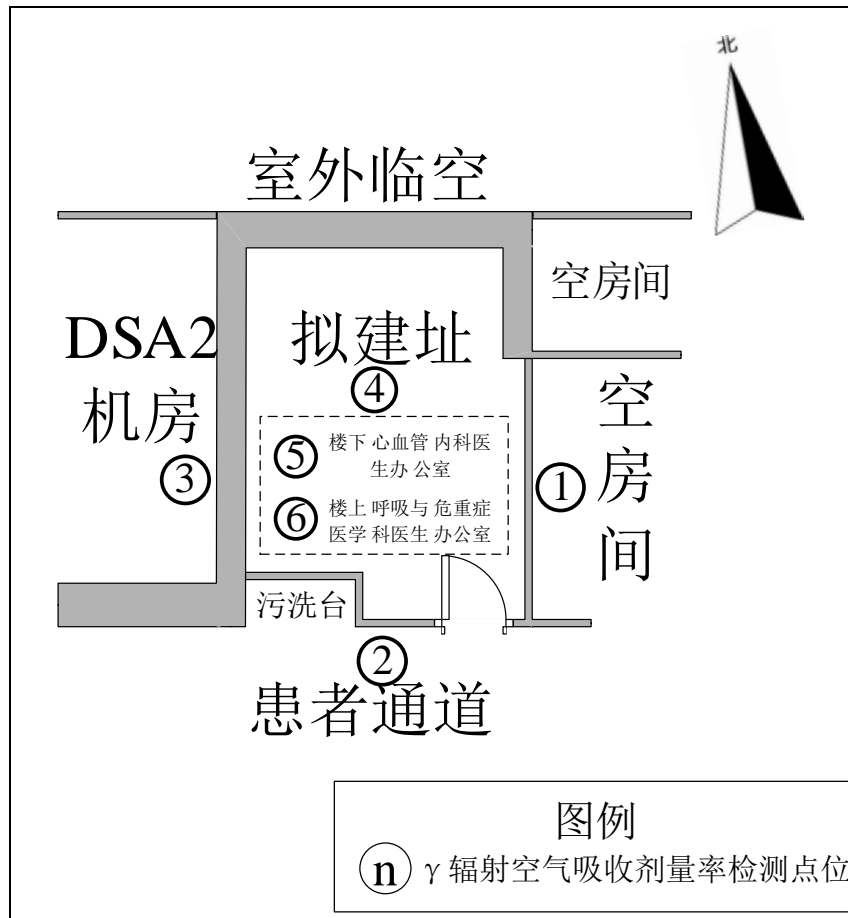 北
室外临空
空房间
DSA2
机房
拟建址
④
空
房
间
⑤ 楼下 心血管 内科医
生办 公室
③
①
⑥ 楼上 呼吸与 危重症
医学 科医生 办公室
污洗台
②
患者通道
图例
n γ 辐射空气吸收剂量率检测点位